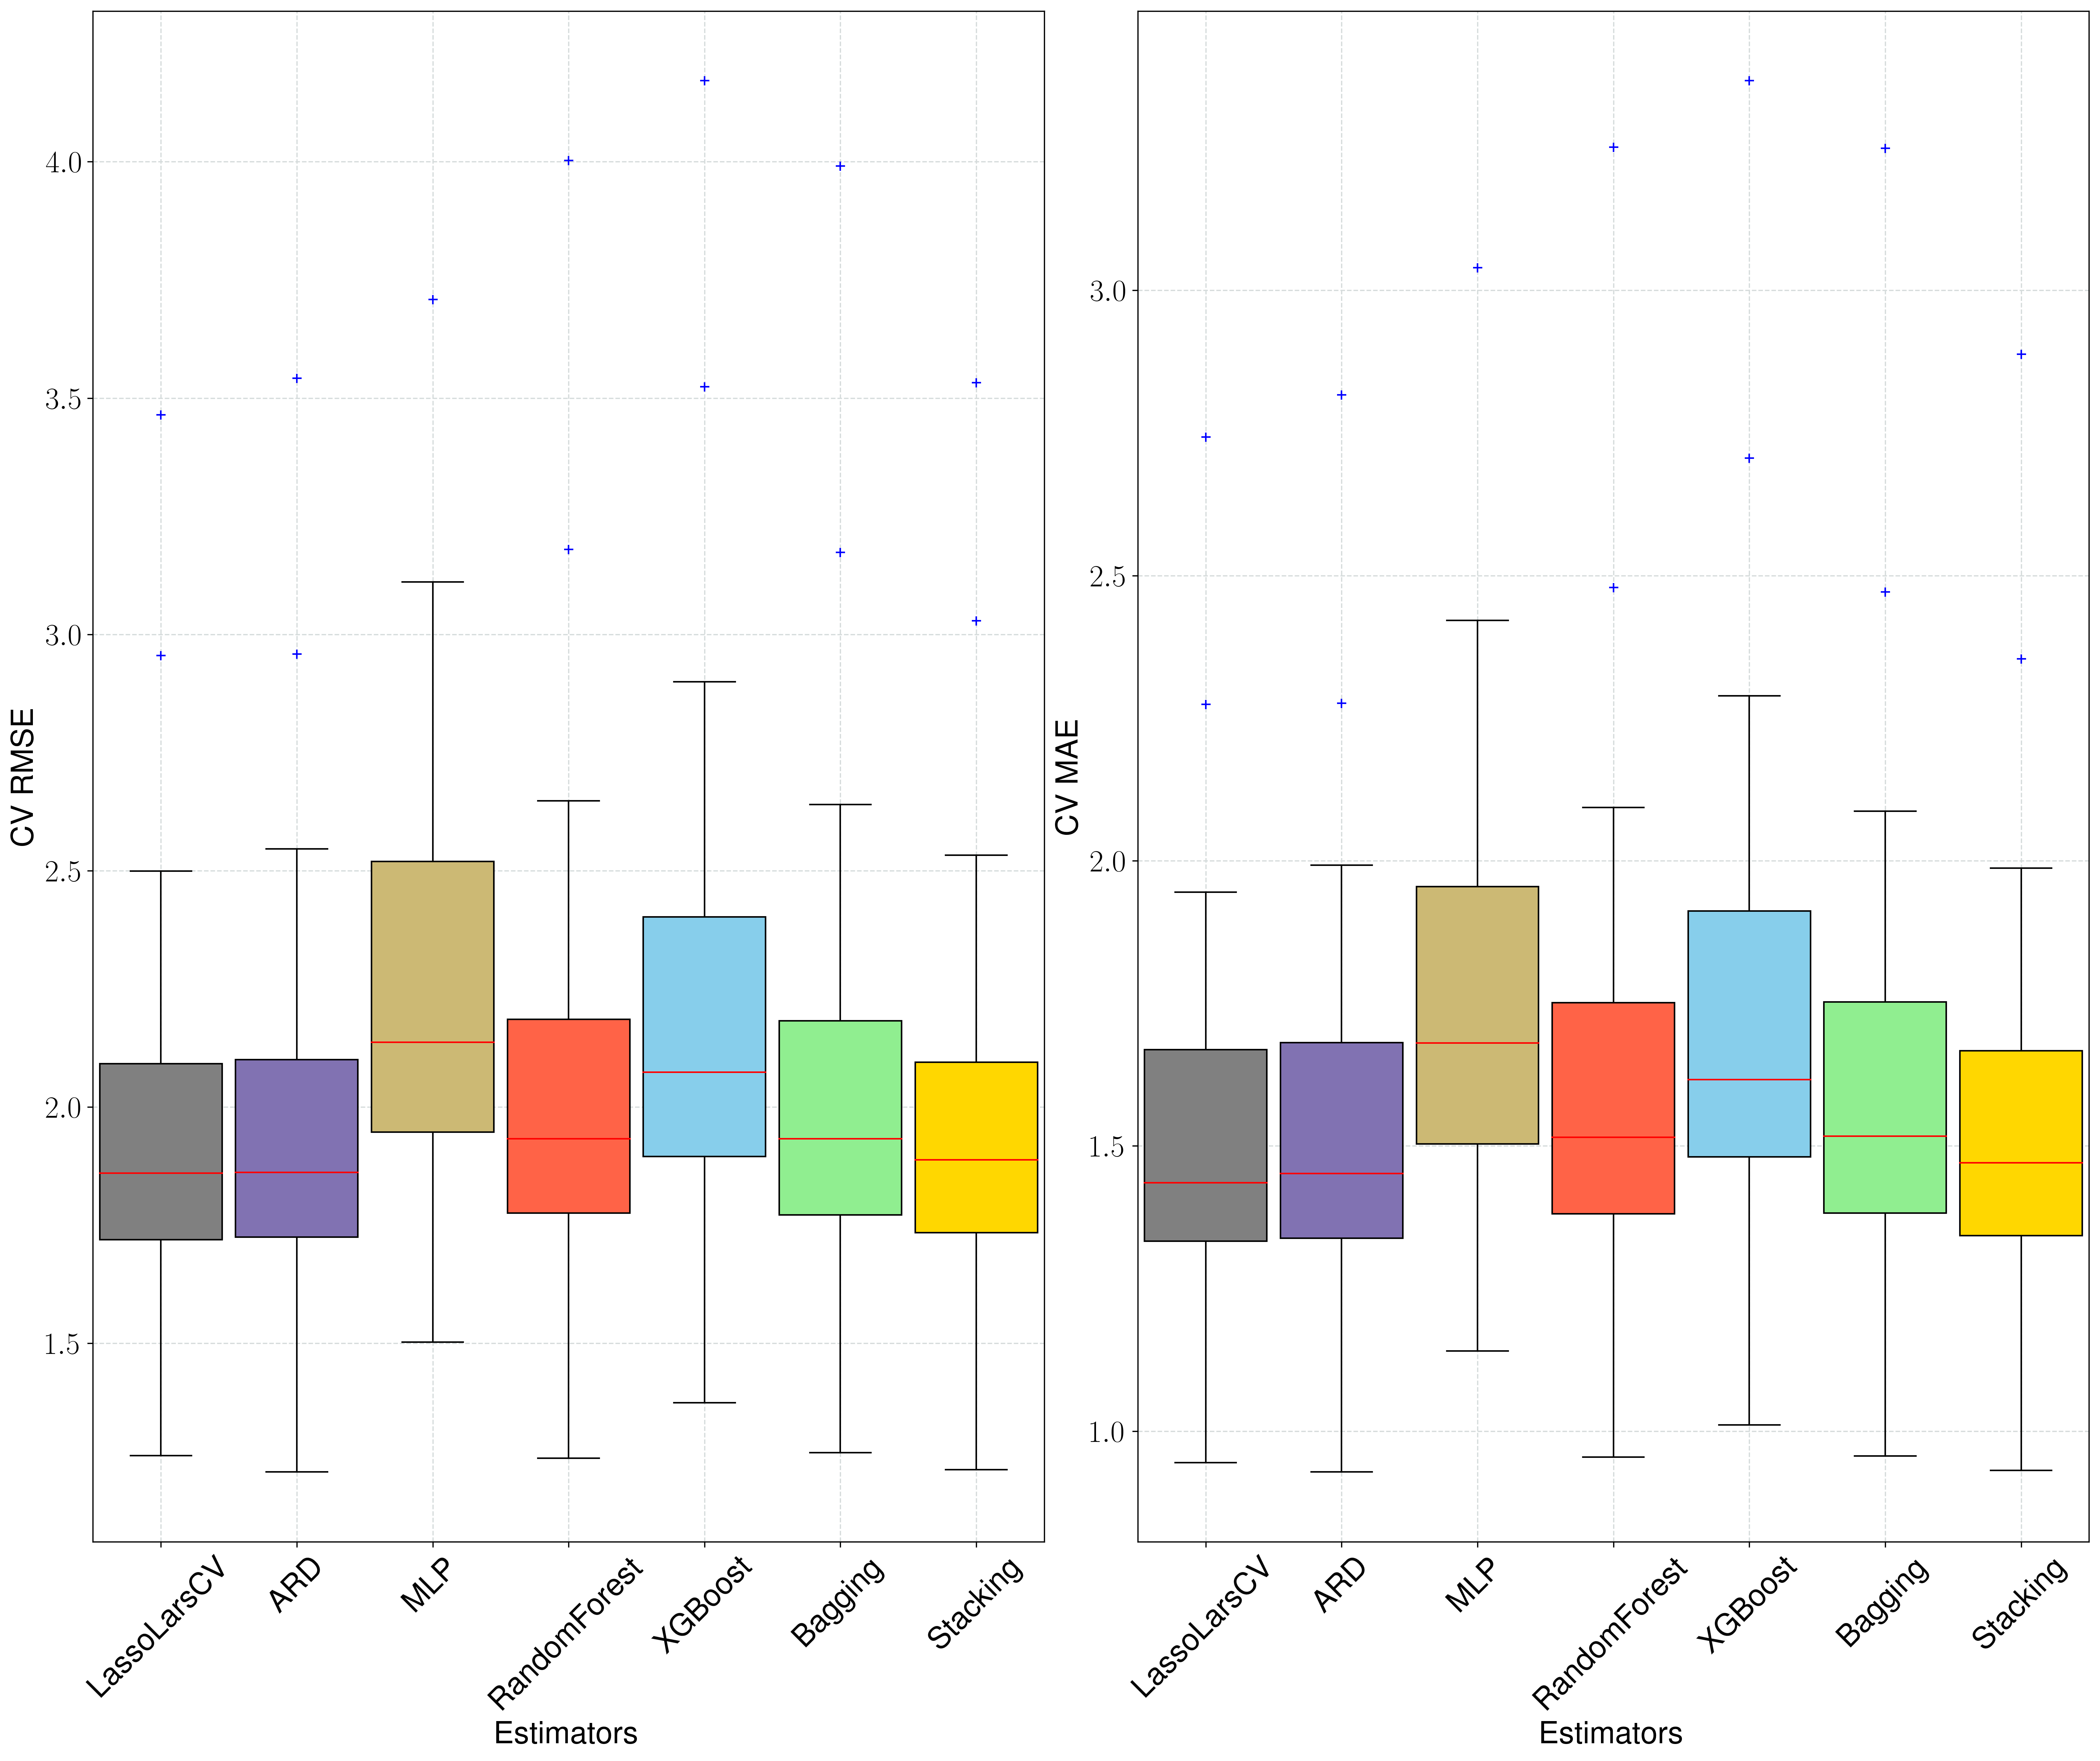 CV RMSE
4.0
3.5
3.0
2.5
2.0
1.5
LassoLarsCV
ARD
MLP
RandomForest
XGBoost
Bagging
Stacking
Estimators
CV MAE
3.0
2.5
2.0
1.5
1.0
LassoLarsCV
ARD
MLP
RandomForest
XGBoost
Bagging
Stacking
Estimators